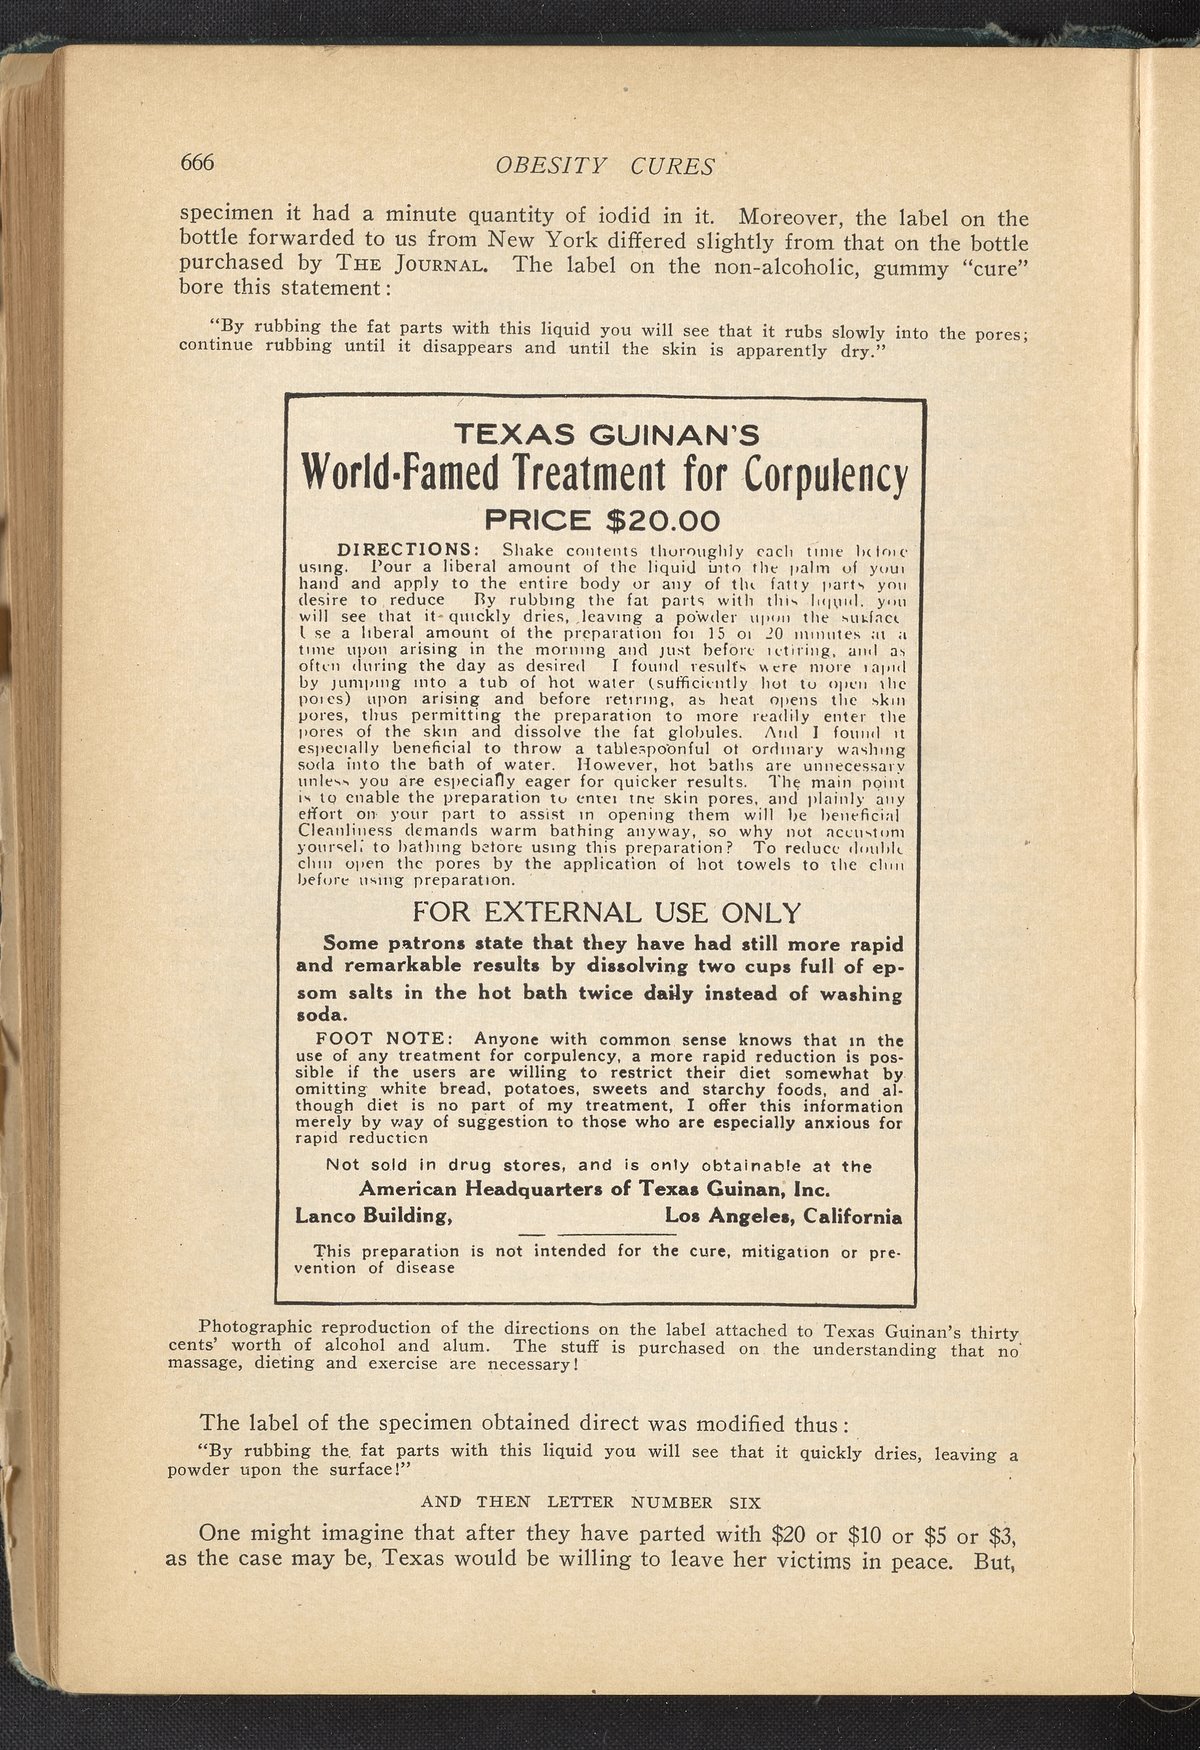 666
OBESITY CURES
specimen it had a minute quantity of iodid in it. Moreover, the label on the
bottle forwarded to us from New York differed slightly from that on the bottle
purchased by THE JOURNAL. The label on the non-alcoholic, gummy “cure”
bore this statement:
“By rubbing the fat parts with this liquid you will see that it rubs slowly into the pores;
continue rubbing until it disappears and until the skin is apparently dry.”
TEXAS GUINAN'S
World-Famed Treatment for Corpulency
PRICE $20.00
DIRECTIONS: Shake contents thoroughly each time before
using. Pour a liberal amount of the liquid into the palm of your
hand and apply to the entire body or any of the fatty parts you
desire to reduce By rubbing the fat parts with this liquid, you
will see that it quickly dries, leaving a powder upon the surface
Use a liberal amount of the preparation for 15 or 20 minutes at a
time upon arising in the morning and just before retiring, and as
often during the day as desired I found results were more rapid
by jumping into a tub of hot water (sufficiently hot to open the
pores) upon arising and before retiring, as heat opens the skin
pores, thus permitting the preparation to more readily enter the
pores of the skin and dissolve the fat globules. And I found it
especially beneficial to throw a tablespoonful of ordinary washing
soda into the bath of water. However, hot baths are unnecessary
unless you are especially eager for quicker results. The main point
is to enable the preparation to enter the skin pores, and plainly any
effort on your part to assist in opening them will be beneficial
Cleanliness demands warm bathing anyway, so why not accustom
yourself to bathing before using this preparation? To reduce double
chin open the pores by the application of hot towels to the chin
before using preparation.
FOR EXTERNAL USE ONLY
Some patrons state that they have had still more rapid
and remarkable results by dissolving two cups full of ep-
som salts in the hot bath twice daily instead of washing
soda.
FOOT NOTE: Anyone with common sense knows that in the
use of any treatment for corpulency, a more rapid reduction is pos-
sible if the users are willing to restrict their diet somewhat by
omitting white bread, potatoes, sweets and starchy foods, and al-
though diet is no part of my treatment, I offer this information
merely by way of suggestion to those who are especially anxious for
rapid reduction
Not sold in drug stores, and is only obtainable at the
American Headquarters of Texas Guinan, Inc.
Lanco Building, Los Angeles, California
This preparation is not intended for the cure, mitigation or pre-
vention of disease
Photographic reproduction of the directions on the label attached to Texas Guinan's thirty
cents' worth of alcohol and alum. The stuff is purchased on the understanding that no
massage, dieting and exercise are necessary!
The label of the specimen obtained direct was modified thus:
“By rubbing the fat parts with this liquid you will see that it quickly dries, leaving a
powder upon the surface!”
AND THEN LETTER NUMBER SIX
One might imagine that after they have parted with $20 or $10 or $5 or $3,
as the case may be, Texas would be willing to leave her victims in peace. But,